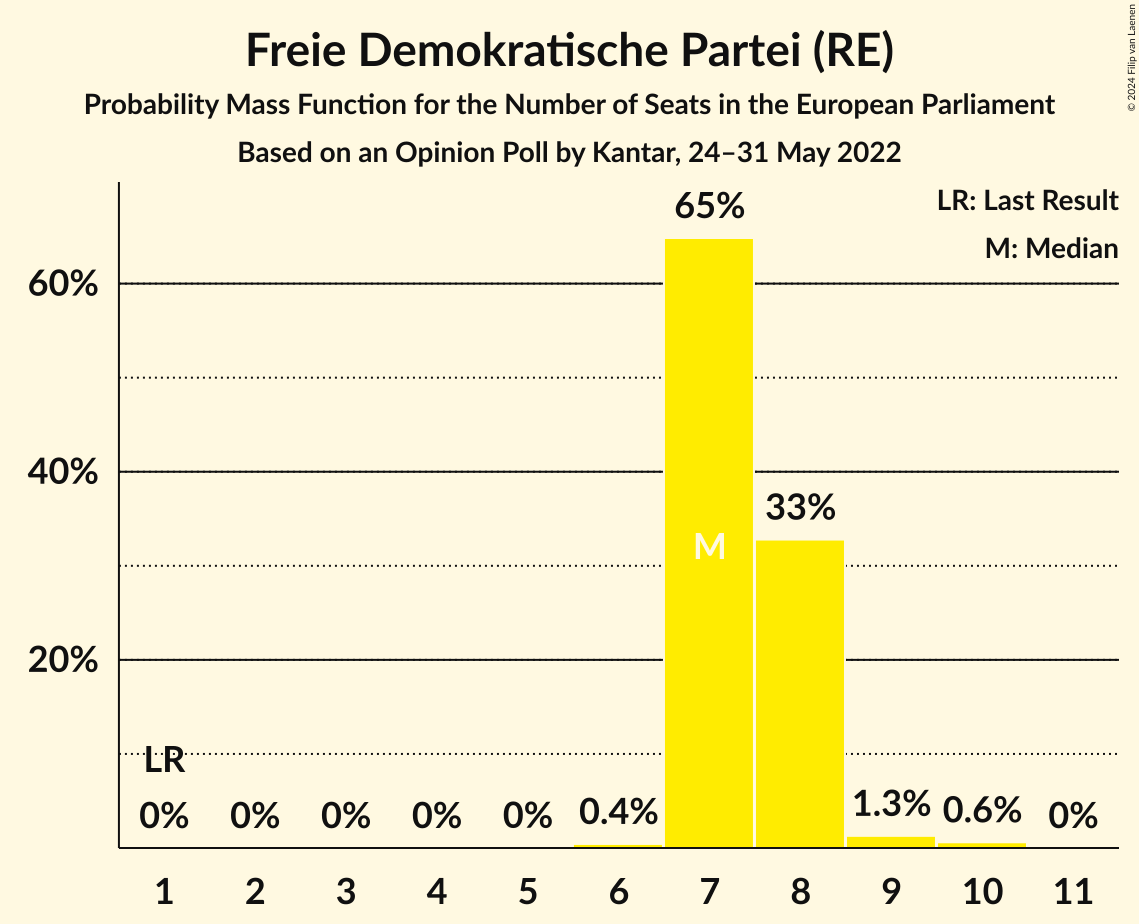 Freie Demokratische Partei (RE)
Probability Mass Function for the Number of Seats in the European Parliament
Based on an Opinion Poll by Kantar, 24–31 May 2022
© 2024 Filip van Laenen
LR: Last Result
M: Median
60%
40%
20%
LR
M
0%
0%
0%
0%
0%
0.4%
65%
33%
1.3%
0.6%
0%
1 2 3 4 5 6 7 8 9 10 11